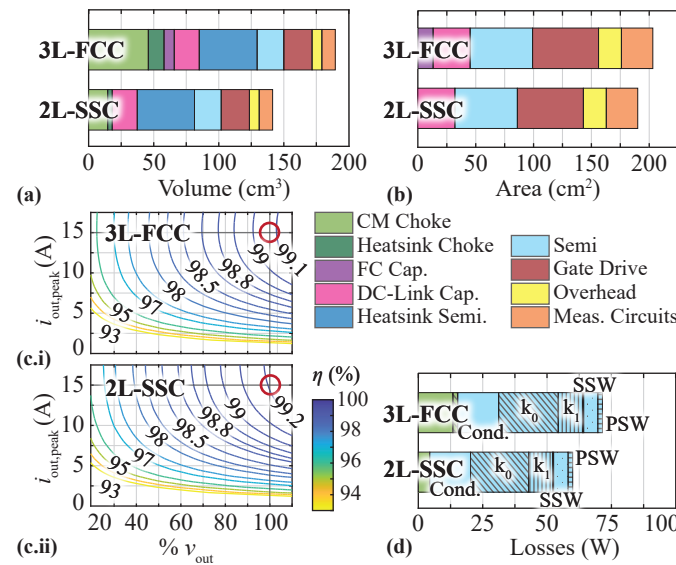 3L-FCC
2L-SSC
0 50 100 150 200
(a) Volume (cm³)
3L-FCC
2L-SSC
0 50 100 150 200
(b) Area (cm²)
3L-FCC
15
10
5
0
i out,peak (A)
93 95 97 98 98.5 98.8 99 99.1
(c.i)
CM Choke
Heatsink Choke
FC Cap.
DC-Link Cap.
Heatsink Semi.
Semi
Gate Drive
Overhead
Meas. Circuits
2L-SSC
15
10
5
0
i out,peak (A)
93 95 97 98 98.5 98.8 99 99.2
20 40 60 80 100
(c.ii) % v out
η (%)
100
98
96
94
3L-FCC
Cond. k₀ k₁ SSW PSW
2L-SSC
Cond. k₀ k₁ SSW PSW
0 25 50 75 100
(d) Losses (W)